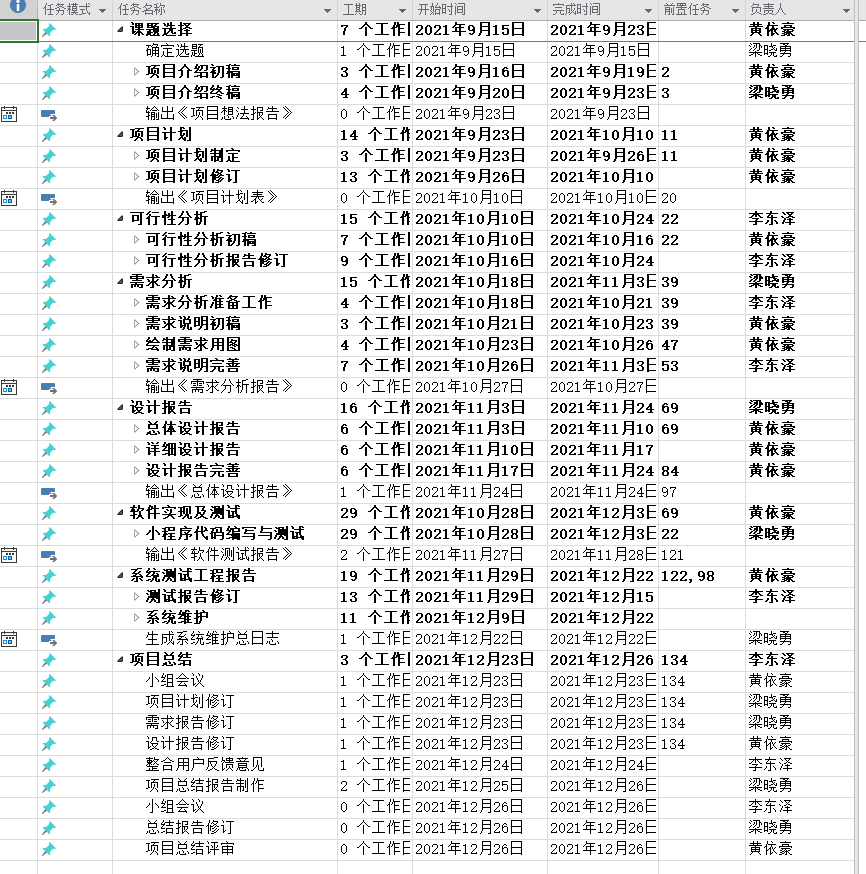 任务模式 任务名称 工期 开始时间 完成时间 前置任务 负责人
课题选择 7 个工作 2021年9月15日 2021年9月23日 黄依豪
确定选题 1 个工作日 2021年9月15日 2021年9月15日 梁晓勇
项目介绍初稿 3 个工作 2021年9月16日 2021年9月19日 2 黄依豪
项目介绍终稿 4 个工作 2021年9月20日 2021年9月23日 3 梁晓勇
输出《项目想法报告》 0 个工作日 2021年9月23日 2021年9月23日
项目计划 14 个工作 2021年9月23日 2021年10月10 11 黄依豪
项目计划制定 3 个工作 2021年9月23日 2021年9月26日 11 黄依豪
项目计划修订 13 个工作 2021年9月26日 2021年10月10 黄依豪
输出《项目计划表》 0 个工作日 2021年10月10日 2021年10月10日 20
可行性分析 15 个工作 2021年10月10日 2021年10月24 22 李东泽
可行性分析初稿 7 个工作 2021年10月10日 2021年10月16 22 黄依豪
可行性分析报告修订 9 个工作 2021年10月16日 2021年10月24 李东泽
需求分析 15 个工作 2021年10月18日 2021年11月3日 39 梁晓勇
需求分析准备工作 4 个工作 2021年10月18日 2021年10月21 39 李东泽
需求说明初稿 3 个工作 2021年10月21日 2021年10月23 39 黄依豪
绘制需求用图 4 个工作 2021年10月23日 2021年10月26 47 黄依豪
需求说明完善 7 个工作 2021年10月26日 2021年11月3日 53 李东泽
输出《需求分析报告》 0 个工作日 2021年10月27日 2021年10月27日
设计报告 16 个工作 2021年11月3日 2021年11月24 69 梁晓勇
总体设计报告 6 个工作 2021年11月3日 2021年11月10 69 黄依豪
详细设计报告 6 个工作 2021年11月10日 2021年11月17 黄依豪
设计报告完善 6 个工作 2021年11月17日 2021年11月24 84 黄依豪
输出《总体设计报告》 1 个工作日 2021年11月24日 2021年11月24日 97
软件实现及测试 29 个工作 2021年10月28日 2021年12月3日 69 黄依豪
小程序代码编写与测试 29 个工作 2021年10月28日 2021年12月3日 22 梁晓勇
输出《软件测试报告》 2 个工作日 2021年11月27日 2021年11月28日 121
系统测试工程报告 19 个工作 2021年11月29日 2021年12月22 122,98 黄依豪
测试报告修订 13 个工作 2021年11月29日 2021年12月15 李东泽
系统维护 11 个工作 2021年12月9日 2021年12月22
生成系统维护总日志 1 个工作日 2021年12月22日 2021年12月22日 梁晓勇
项目总结 3 个工作 2021年12月23日 2021年12月26 134 李东泽
小组会议 1 个工作日 2021年12月23日 2021年12月23日 134 黄依豪
项目计划修订 1 个工作日 2021年12月23日 2021年12月23日 134 梁晓勇
需求报告修订 1 个工作日 2021年12月23日 2021年12月23日 134 梁晓勇
设计报告修订 1 个工作日 2021年12月23日 2021年12月23日 134 黄依豪
整合用户反馈意见 1 个工作日 2021年12月24日 2021年12月24日 李东泽
项目总结报告制作 2 个工作日 2021年12月25日 2021年12月26日 梁晓勇
小组会议 0 个工作日 2021年12月26日 2021年12月26日 李东泽
总结报告修订 0 个工作日 2021年12月26日 2021年12月26日 梁晓勇
项目总结评审 0 个工作日 2021年12月26日 2021年12月26日 黄依豪